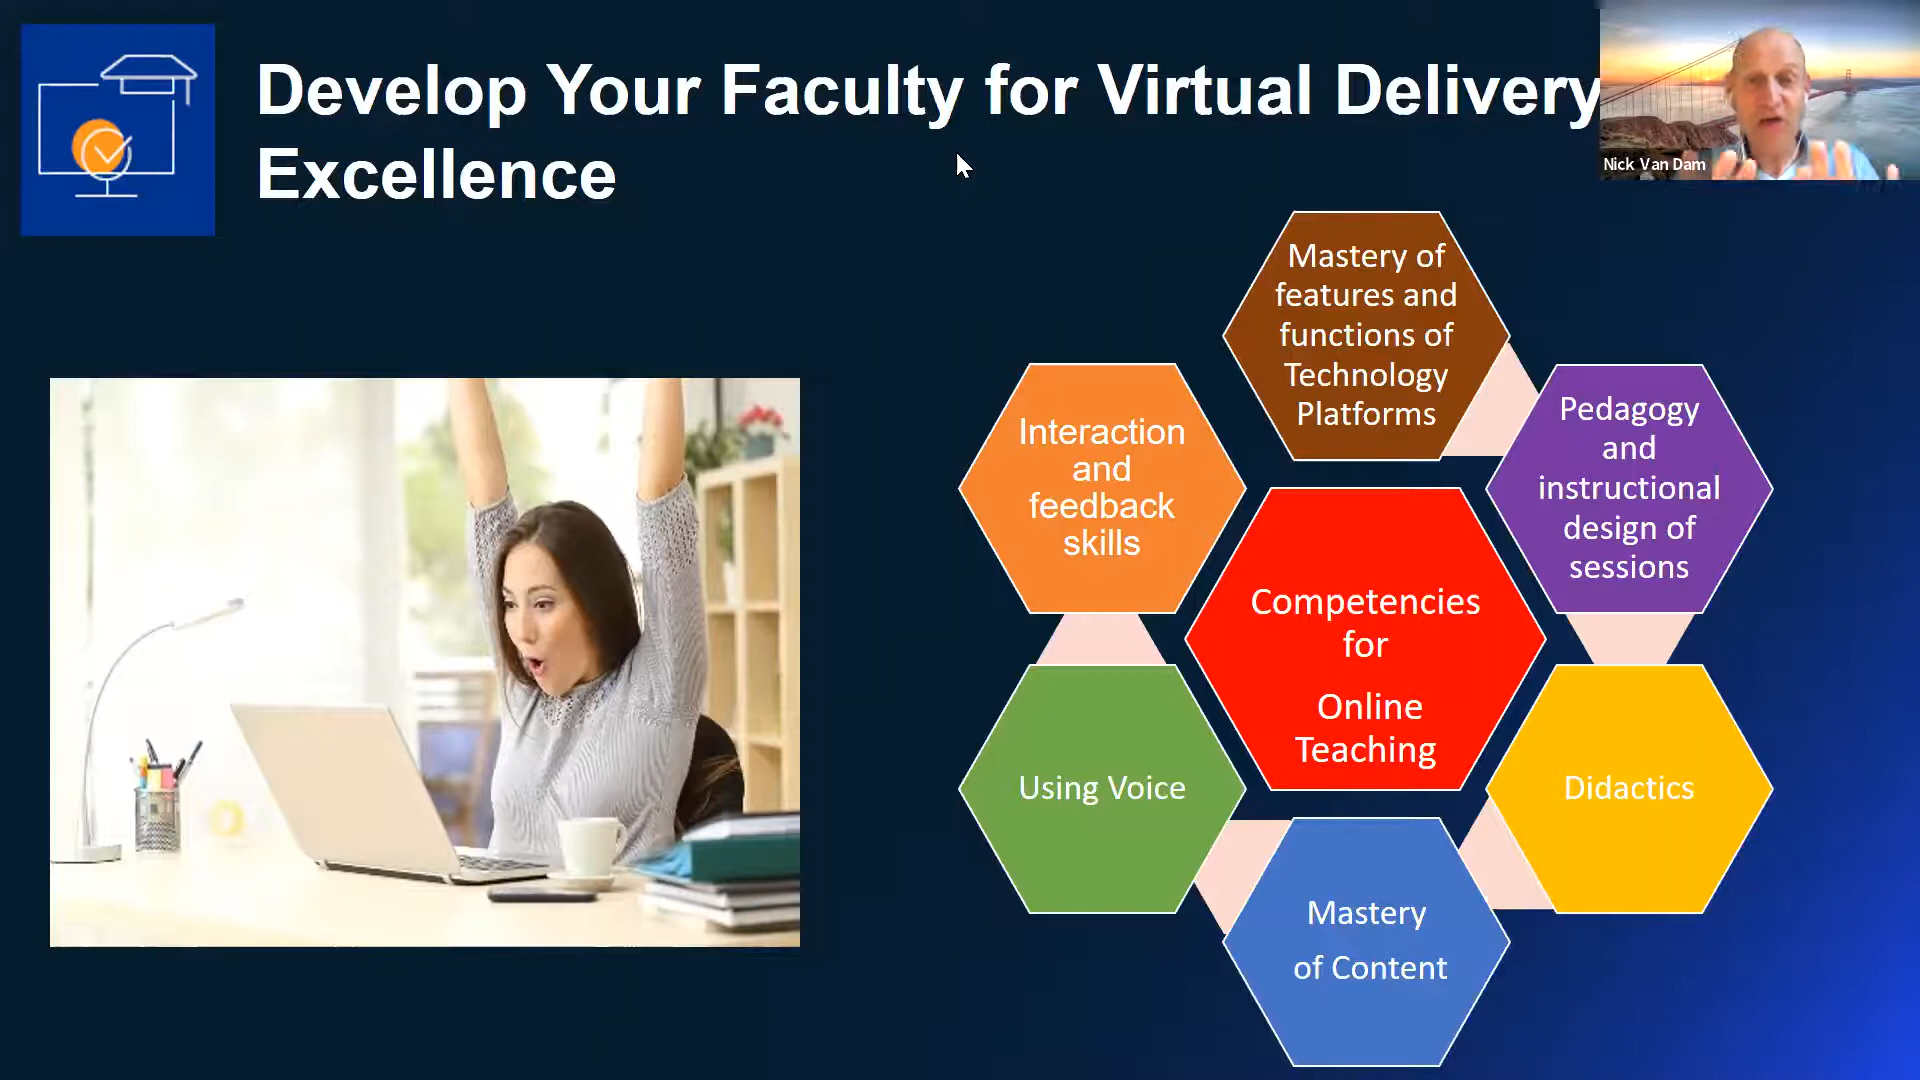 Develop Your Faculty for Virtual Delivery
Excellence
Nick Van Dam
Mastery of
features and
functions of
Technology
Platforms
Interaction
and
feedback
skills
Pedagogy
and
instructional
design of
sessions
Competencies
for
Online
Teaching
Using Voice
Didactics
Mastery
of Content